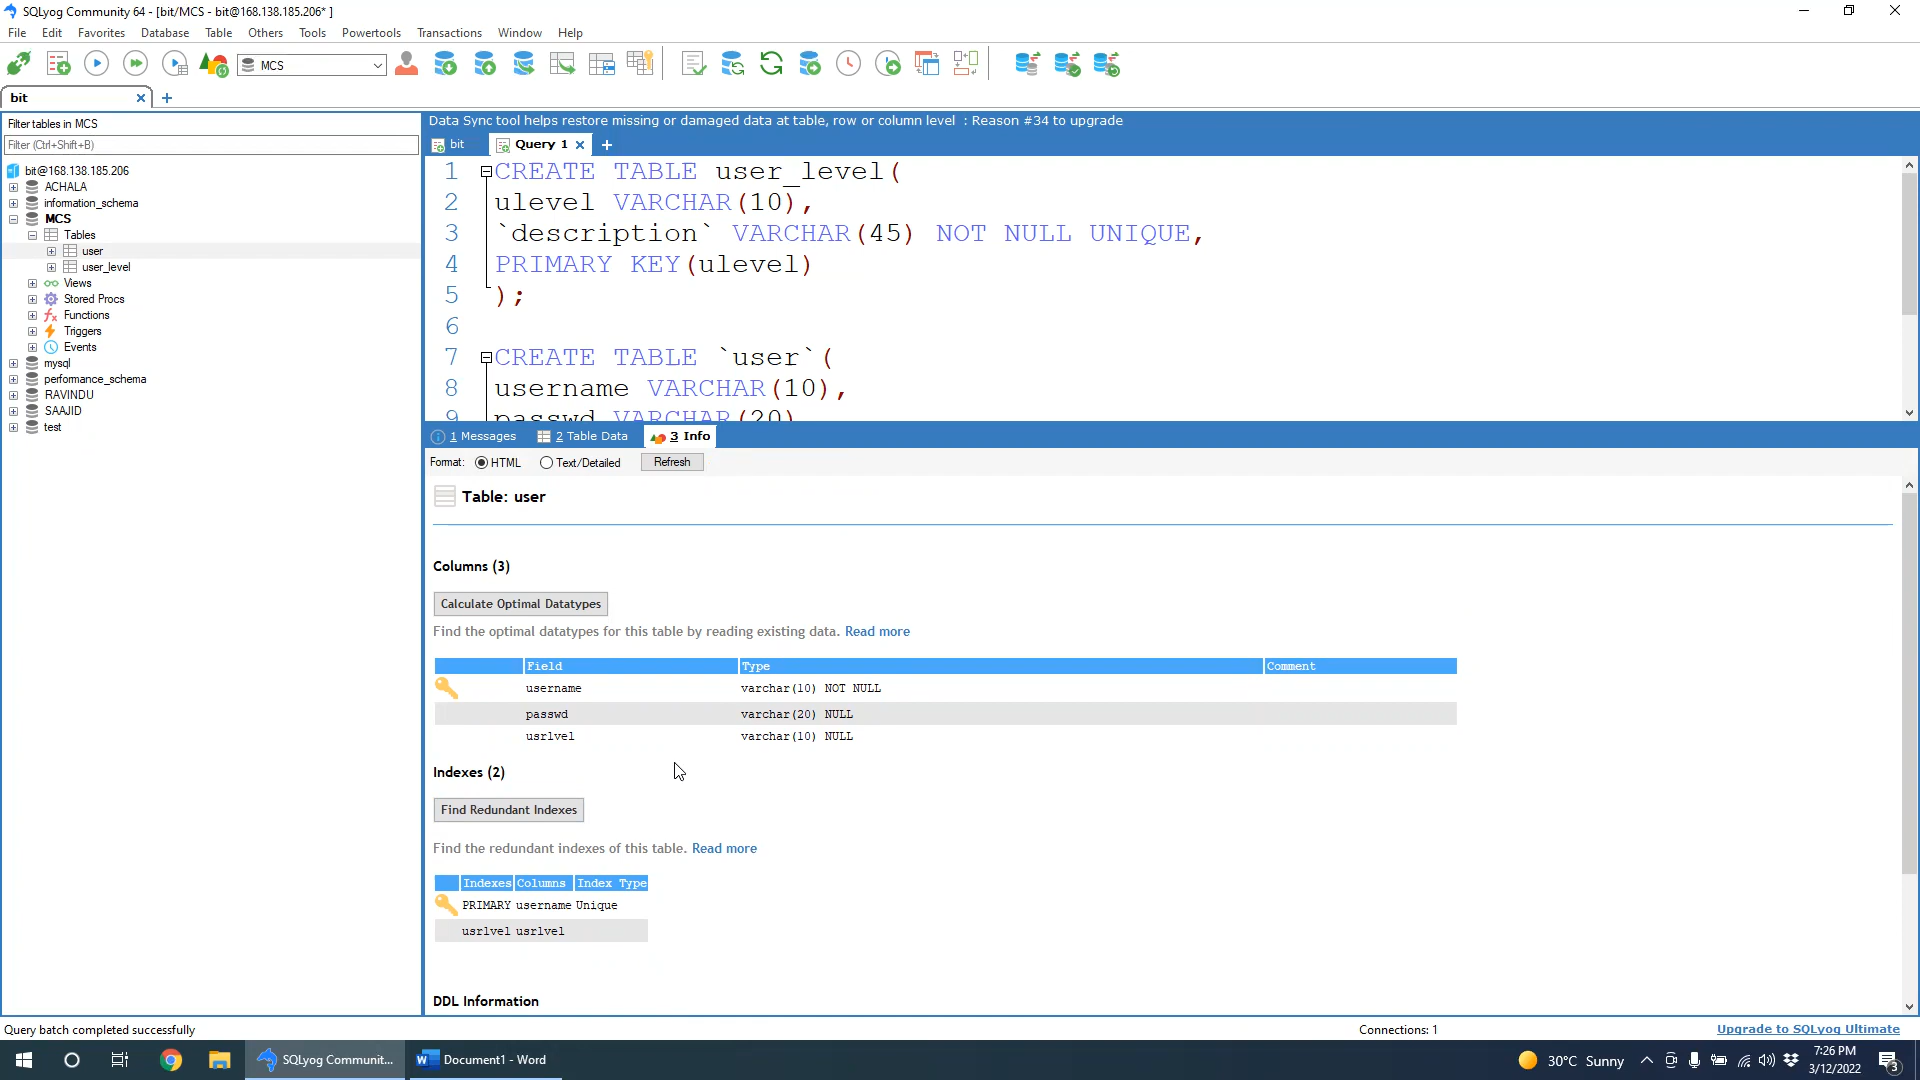 SQLyog Community 64 - [bit/MCS - bit@168.138.185.206* ]
File Edit Favorites Database Table Others Tools Powertools Transactions Window Help
MCS
bit
Filter tables in MCS
Filter (Ctrl+Shift+B)
bit@168.138.185.206
ACHALA
information_schema
MCS
Tables
user
user_level
Views
Stored Procs
Functions
Triggers
Events
mysql
performance_schema
RAVINDU
SAAJID
test
Data Sync tool helps restore missing or damaged data at table, row or column level : Reason #34 to upgrade
bit Query 1
1 CREATE TABLE user_level(
2 ulevel VARCHAR(10),
3 `description` VARCHAR(45) NOT NULL UNIQUE,
4 PRIMARY KEY(ulevel)
5 );
6
7 CREATE TABLE `user`(
8 username VARCHAR(10),
9 passwd VARCHAR(20)
1 Messages 2 Table Data 3 Info
Format: HTML Text/Detailed Refresh
Table: user
Columns (3)
Calculate Optimal Datatypes
Find the optimal datatypes for this table by reading existing data. Read more
Field Type Comment
username varchar(10) NOT NULL
passwd varchar(20) NULL
usrlvel varchar(10) NULL
Indexes (2)
Find Redundant Indexes
Find the redundant indexes of this table. Read more
Indexes Columns Index Type
PRIMARY username Unique
usrlvel usrlvel
DDL Information
Query batch completed successfully Connections: 1 Upgrade to SQLyog Ultimate
SQLyog Communit... Document1 - Word 30°C Sunny 7:26 PM
3/12/2022 3